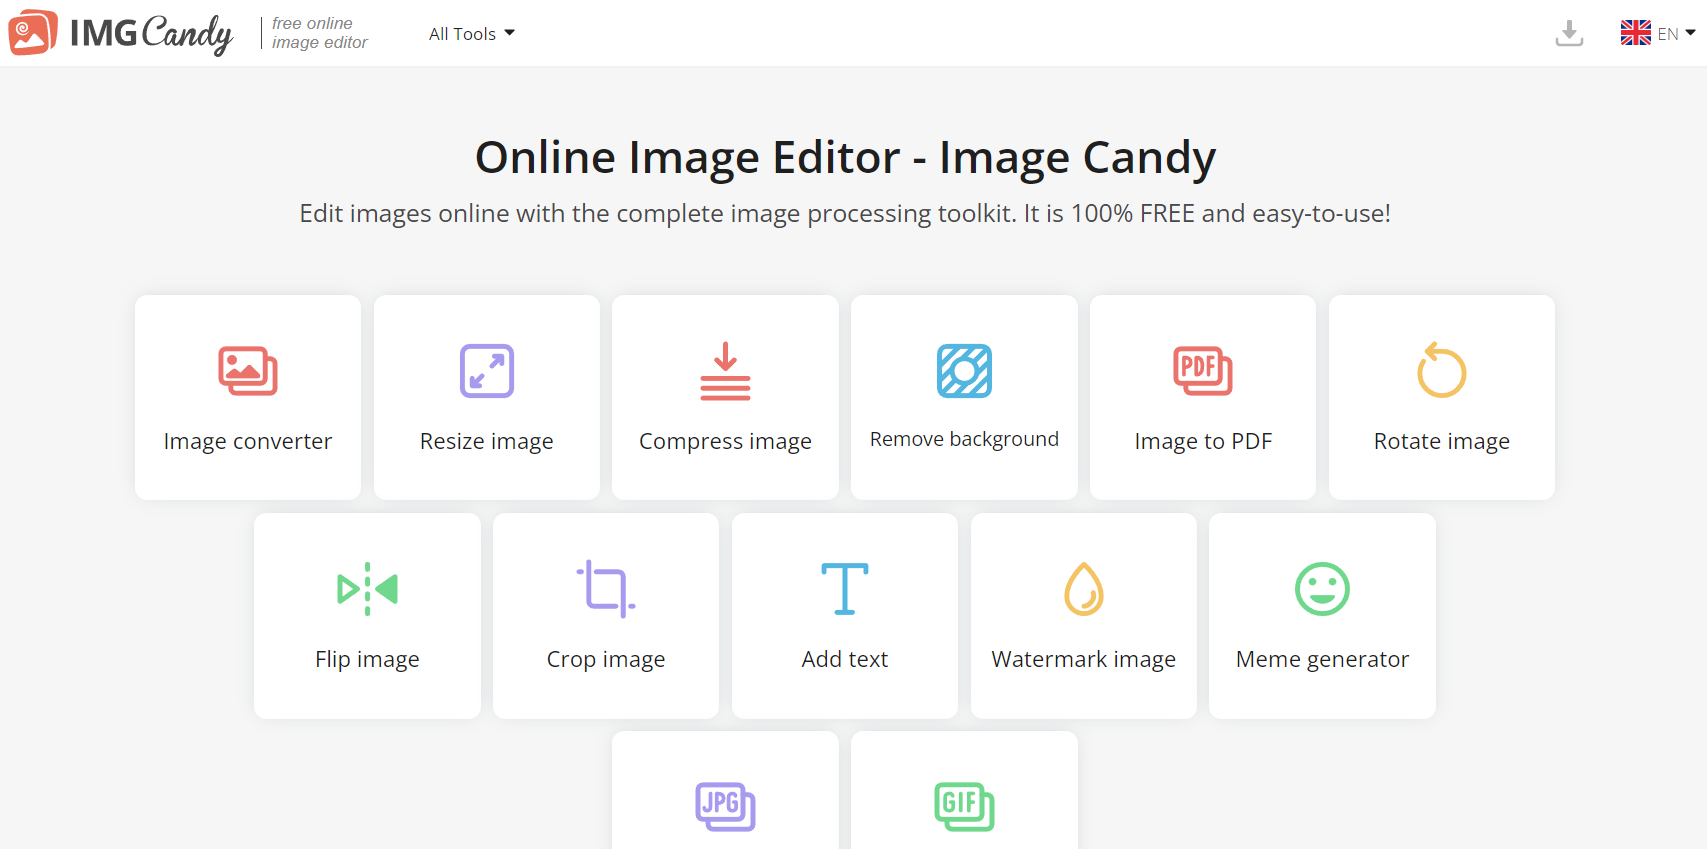 IMG Candy
free online
image editor
All Tools
EN
Online Image Editor - Image Candy
Edit images online with the complete image processing toolkit. It is 100% FREE and easy-to-use!
PDF
Image converter
Resize image
Compress image
Remove background
Image to PDF
Rotate image
Flip image
Crop image
Add text
Watermark image
Meme generator
JPG
GIF